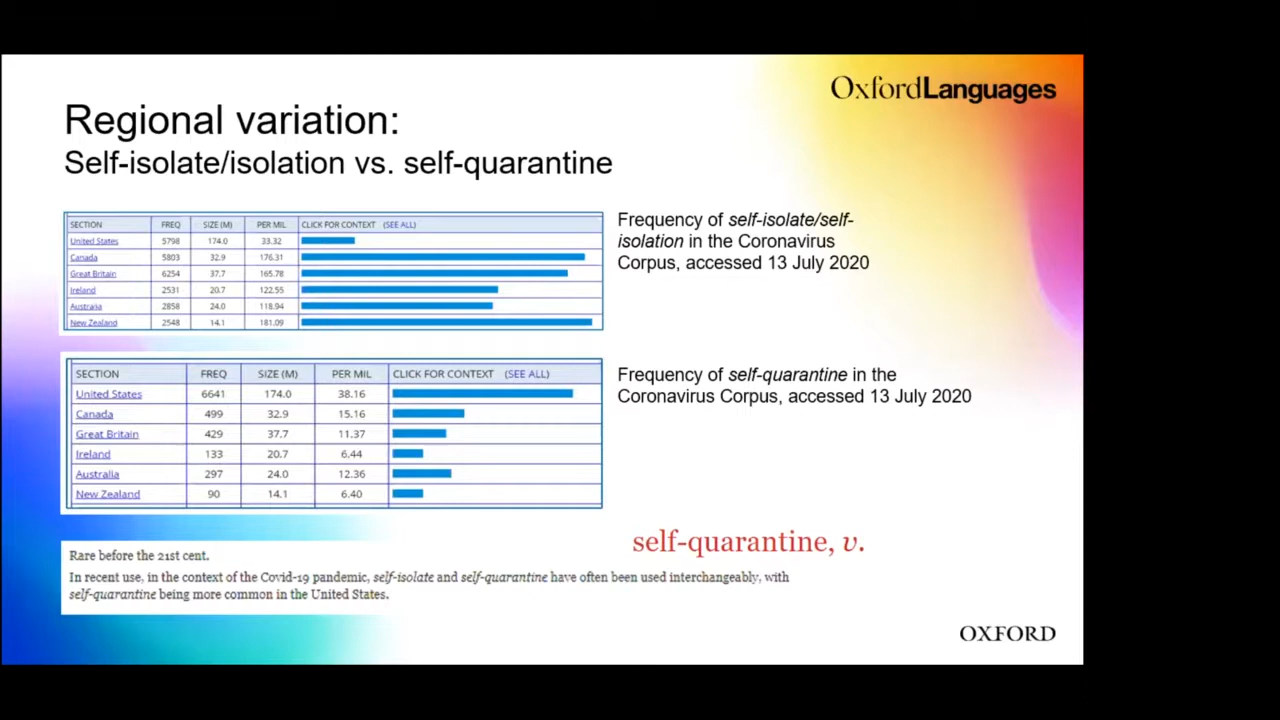 OxfordLanguages
Regional variation:
Self-isolate/isolation vs. self-quarantine
SECTION FREQ SIZE (M) PER MIL CLICK FOR CONTEXT (SEE ALL)
United States 5798 174.0 33.32
Canada 5803 32.9 176.31
Great Britain 6254 37.7 165.78
Ireland 2531 20.7 122.55
Australia 2858 24.0 118.94
New Zealand 2548 14.1 181.09
Frequency of self-isolate/self-
isolation in the Coronavirus
Corpus, accessed 13 July 2020
SECTION FREQ SIZE (M) PER MIL CLICK FOR CONTEXT (SEE ALL)
United States 6641 174.0 38.16
Canada 499 32.9 15.16
Great Britain 429 37.7 11.37
Ireland 133 20.7 6.44
Australia 297 24.0 12.36
New Zealand 90 14.1 6.40
Frequency of self-quarantine in the
Coronavirus Corpus, accessed 13 July 2020
self-quarantine, v.
Rare before the 21st cent.
In recent use, in the context of the Covid-19 pandemic, self-isolate and self-quarantine have often been used interchangeably, with
self-quarantine being more common in the United States.
OXFORD